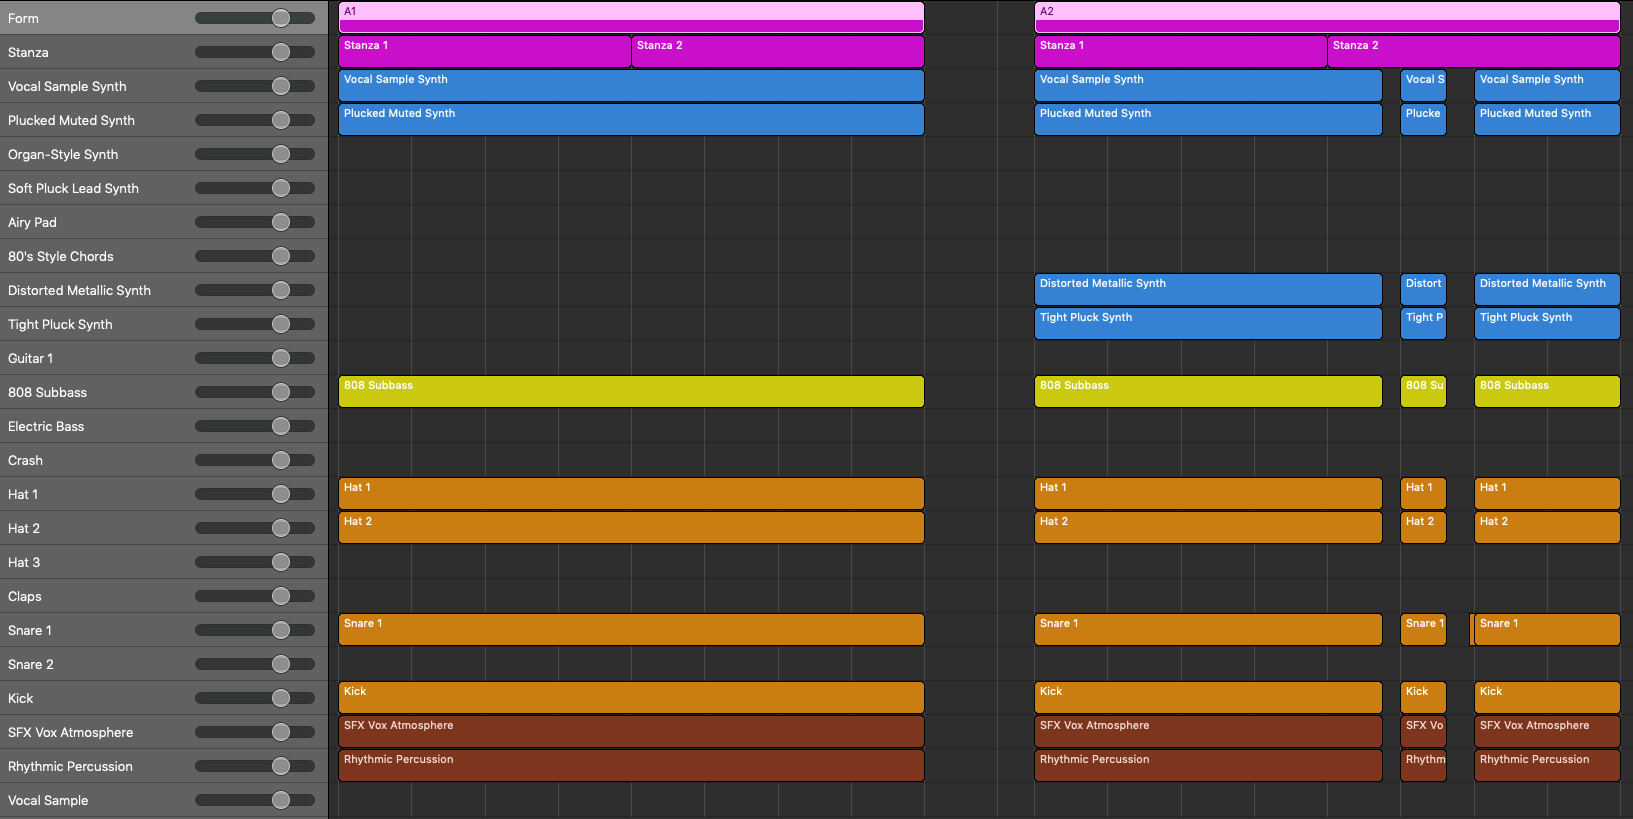 Form A1 A2
Stanza Stanza 1 Stanza 2 Stanza 1 Stanza 2
Vocal Sample Synth Vocal Sample Synth Vocal Sample Synth Vocal S Vocal Sample Synth
Plucked Muted Synth Plucked Muted Synth Plucked Muted Synth Plucke Plucked Muted Synth
Organ-Style Synth
Soft Pluck Lead Synth
Airy Pad
80's Style Chords
Distorted Metallic Synth Distorted Metallic Synth Distort Distorted Metallic Synth
Tight Pluck Synth Tight Pluck Synth Tight P Tight Pluck Synth
Guitar 1
808 Subbass 808 Subbass 808 Subbass 808 Su 808 Subbass
Electric Bass
Crash
Hat 1 Hat 1 Hat 1 Hat 1 Hat 1
Hat 2 Hat 2 Hat 2 Hat 2 Hat 2
Hat 3
Claps
Snare 1 Snare 1 Snare 1 Snare 1 Snare 1
Snare 2
Kick Kick Kick Kick Kick
SFX Vox Atmosphere SFX Vox Atmosphere SFX Vox Atmosphere SFX Vo SFX Vox Atmosphere
Rhythmic Percussion Rhythmic Percussion Rhythmic Percussion Rhythm Rhythmic Percussion
Vocal Sample